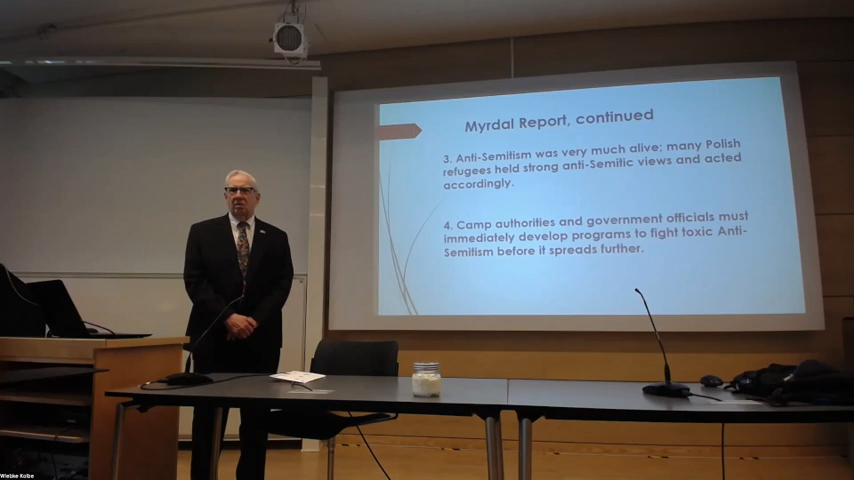 Myrdal Report, continued
3. Anti-Semitism was very much alive; many Polish
refugees held strong anti-Semitic views and acted
accordingly.
4. Camp authorities and government officials must
immediately develop programs to fight toxic Anti-
Semitism before it spreads further.
Wiebke Kolbe